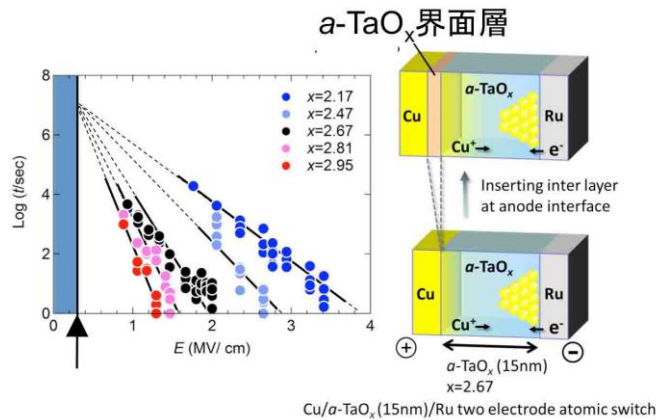 a-TaOx界面層
Log (t/sec)
8
6
4
2
0
1
2
3
4
E (MV/ cm)
x=2.17
x=2.47
x=2.67
x=2.81
x=2.95
Cu
a-TaOx
Ru
Cu+
e-
Inserting inter layer
at anode interface
Cu
a-TaOx
Ru
Cu+
e-
+
−
a-TaOx (15nm)
x=2.67
Cu/a-TaOx (15nm)/Ru two electrode atomic switch